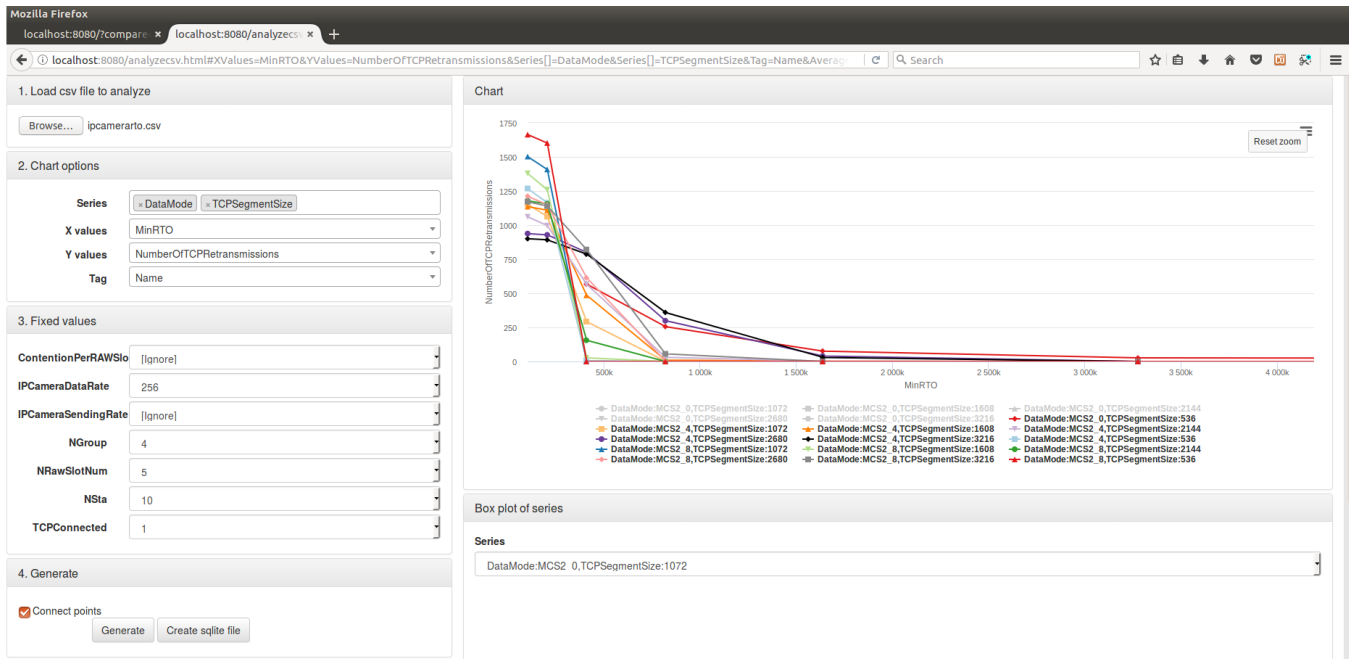 Mozilla Firefox
localhost:8080/?compare × localhost:8080/analyzecs × +
localhost:8080/analyzecsv.html#XValues=MinRTO&YValues=NumberOfTCPRetransmissions&Series[]=DataMode&Series[]=TCPSegmentSize&Tag=Name&Averag Search
1. Load csv file to analyze
Browse... ipcamerarto.csv
2. Chart options
Series ×DataMode ×TCPSegmentSize
X values MinRTO
Y values NumberOfTCPRetransmissions
Tag Name
3. Fixed values
ContentionPerRAWSlo [Ignore]
IPCameraDataRate 256
IPCameraSendingRate [Ignore]
NGroup 4
NRawSlotNum 5
NSta 10
TCPConnected 1
4. Generate
Connect points
Generate Create sqlite file
Chart
Reset zoom
NumberOfTCPRetransmissions
1750
1500
1250
1000
750
500
250
0
500k 1 000k 1 500k 2 000k 2 500k 3 000k 3 500k 4 000k
MinRTO
DataMode:MCS2_0,TCPSegmentSize:1072 DataMode:MCS2_0,TCPSegmentSize:1608 DataMode:MCS2_0,TCPSegmentSize:2144
DataMode:MCS2_0,TCPSegmentSize:2680 DataMode:MCS2_0,TCPSegmentSize:3216 DataMode:MCS2_0,TCPSegmentSize:536
DataMode:MCS2_4,TCPSegmentSize:1072 DataMode:MCS2_4,TCPSegmentSize:1608 DataMode:MCS2_4,TCPSegmentSize:2144
DataMode:MCS2_4,TCPSegmentSize:2680 DataMode:MCS2_4,TCPSegmentSize:3216 DataMode:MCS2_4,TCPSegmentSize:536
DataMode:MCS2_8,TCPSegmentSize:1072 DataMode:MCS2_8,TCPSegmentSize:1608 DataMode:MCS2_8,TCPSegmentSize:2144
DataMode:MCS2_8,TCPSegmentSize:2680 DataMode:MCS2_8,TCPSegmentSize:3216 DataMode:MCS2_8,TCPSegmentSize:536
Box plot of series
Series
DataMode:MCS2_0,TCPSegmentSize:1072